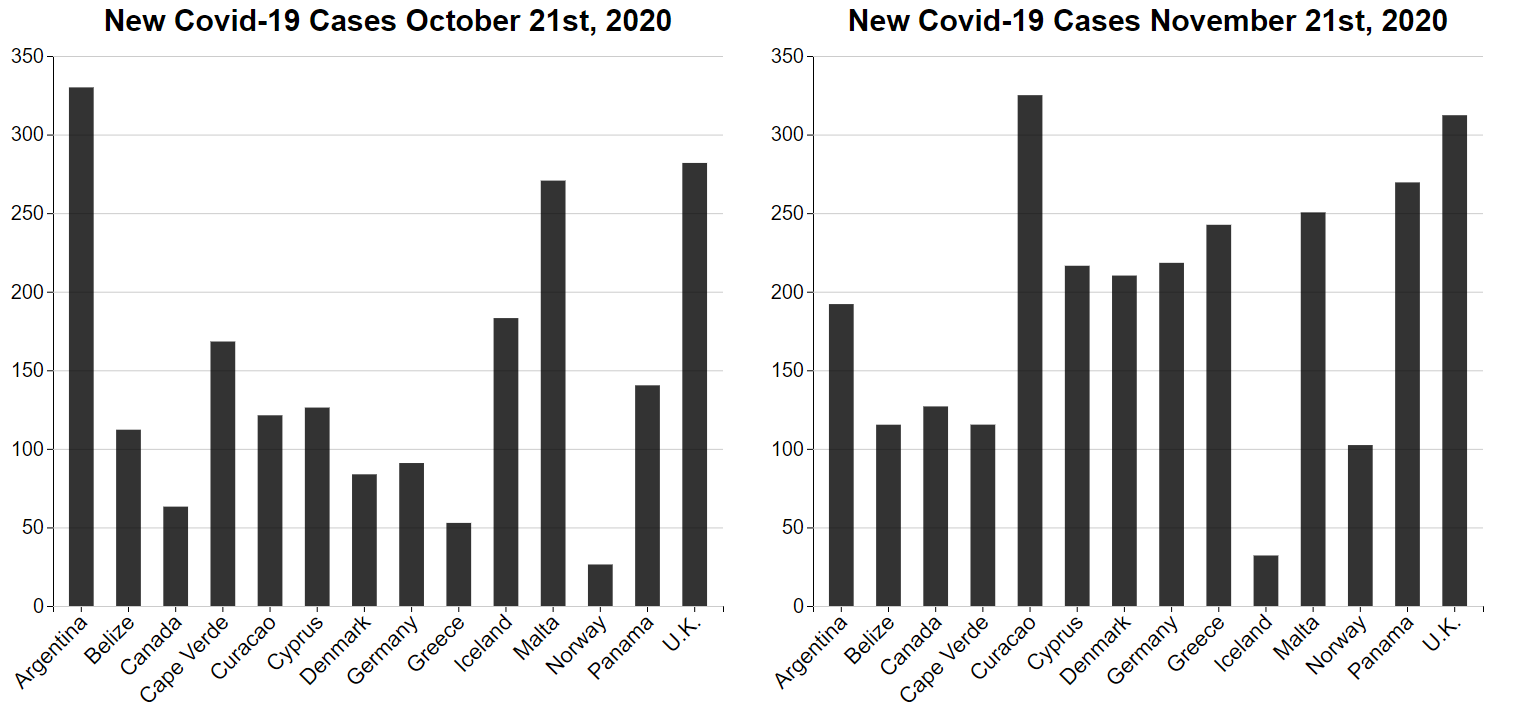 New Covid-19 Cases October 21st, 2020
350
300
250
200
150
100
50
0
Argentina
Belize
Canada
Cape Verde
Curacao
Cyprus
Denmark
Germany
Greece
Iceland
Malta
Norway
Panama
U.K.
New Covid-19 Cases November 21st, 2020
350
300
250
200
150
100
50
0
Argentina
Belize
Canada
Cape Verde
Curacao
Cyprus
Denmark
Germany
Greece
Iceland
Malta
Norway
Panama
U.K.